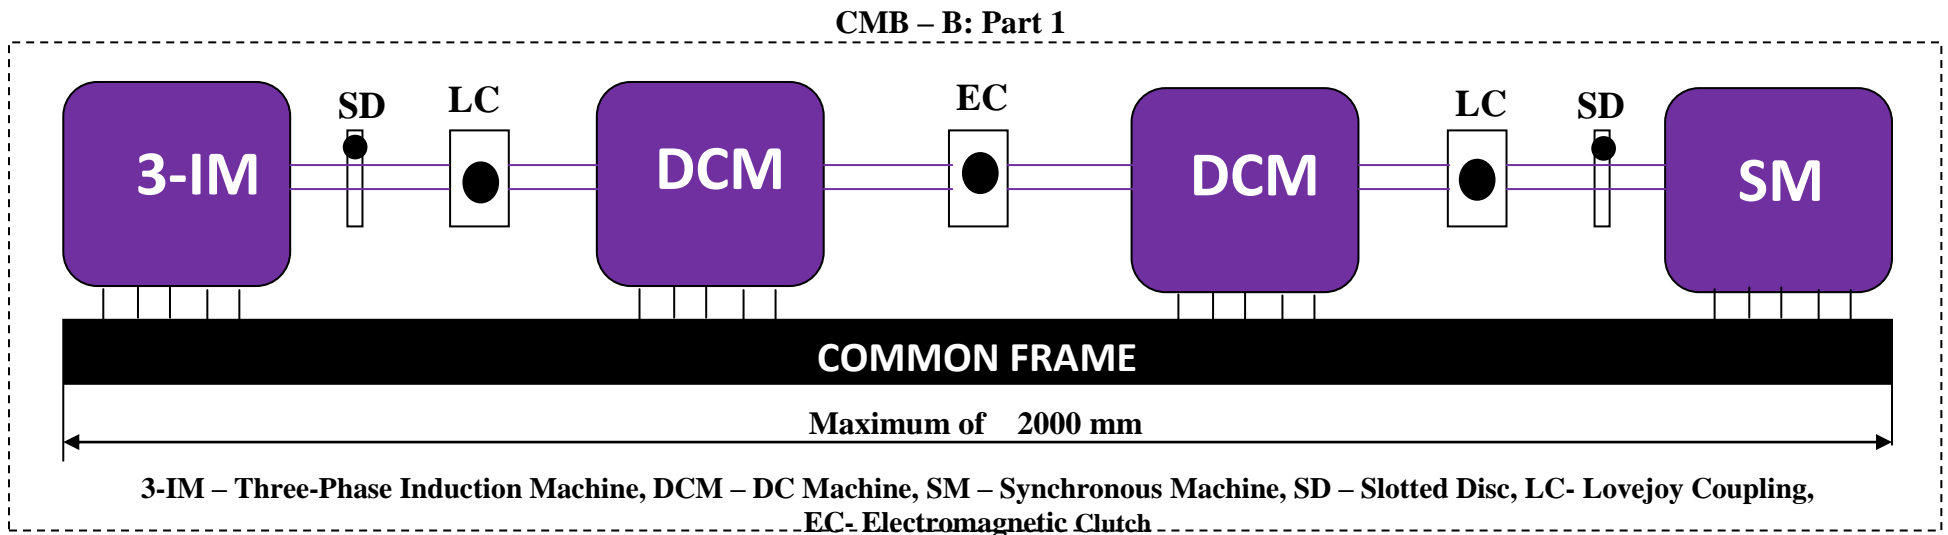 CMB – B: Part 1
SD LC EC LC SD
3-IM DCM DCM SM
COMMON FRAME
Maximum of 2000 mm
3-IM – Three-Phase Induction Machine, DCM – DC Machine, SM – Synchronous Machine, SD – Slotted Disc, LC- Lovejoy Coupling,
EC- Electromagnetic Clutch